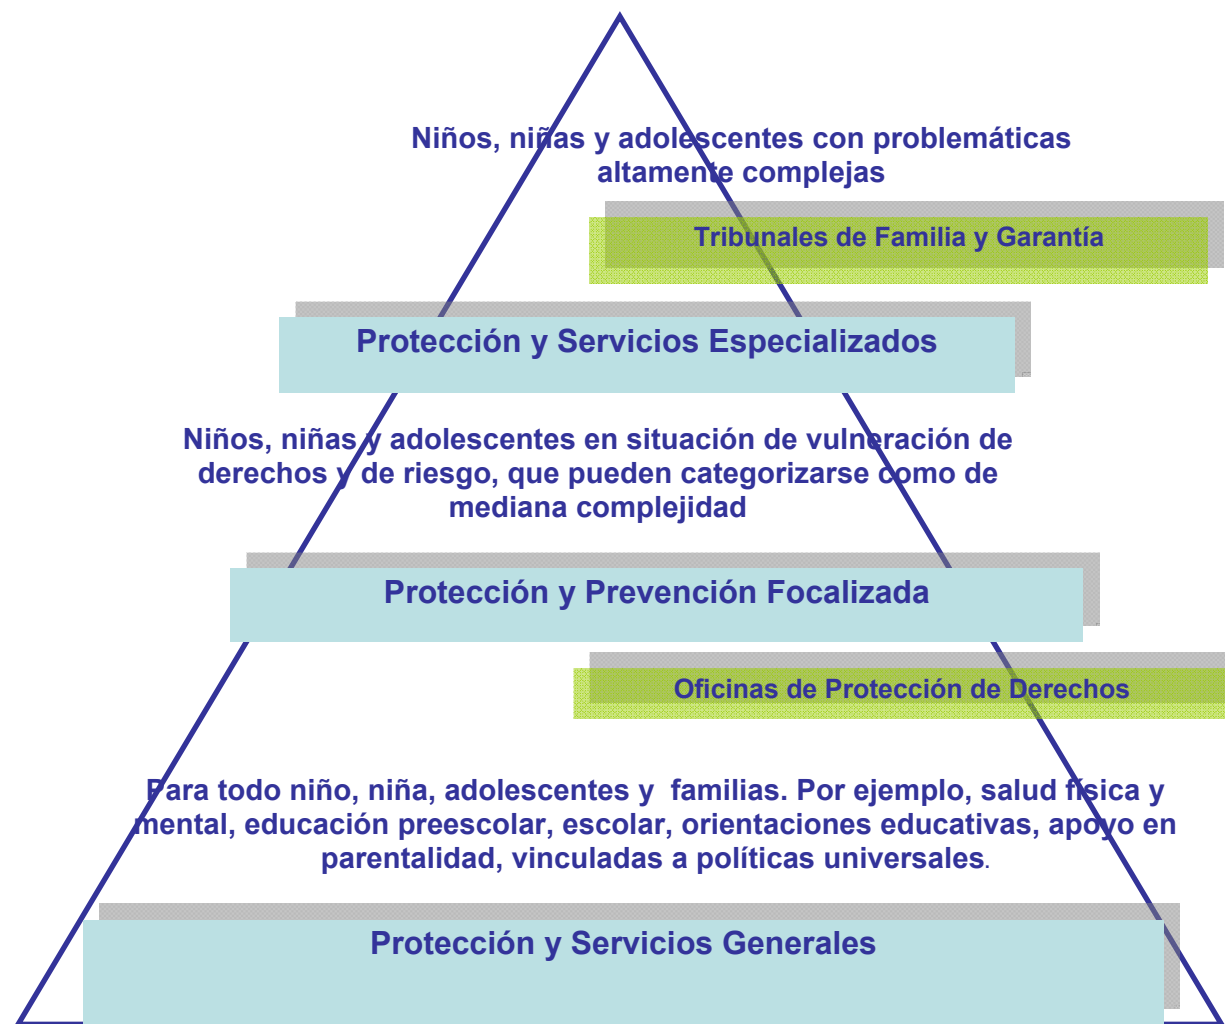 Niños, niñas y adolescentes con problemáticas
altamente complejas
Tribunales de Familia y Garantía
Protección y Servicios Especializados
Niños, niñas y adolescentes en situación de vulneración de
derechos y de riesgo, que pueden categorizarse como de
mediana complejidad
Protección y Prevención Focalizada
Oficinas de Protección de Derechos
Para todo niño, niña, adolescentes y familias. Por ejemplo, salud física y
mental, educación preescolar, escolar, orientaciones educativas, apoyo en
parentalidad, vinculadas a políticas universales.
Protección y Servicios Generales